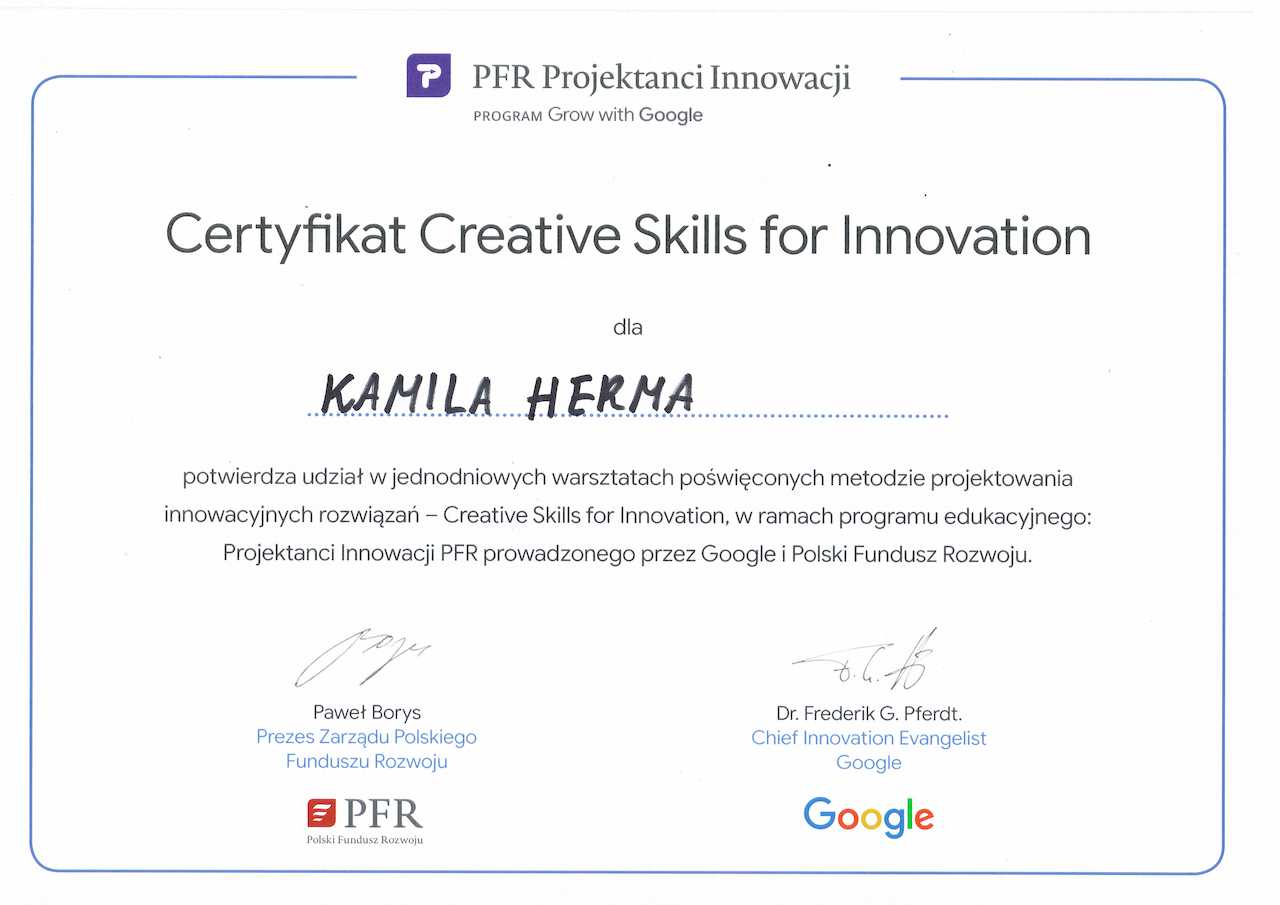 PFR Projektanci Innowacji
PROGRAM Grow with Google
Certyfikat Creative Skills for Innovation
dla
KAMILA HERMA
potwierdza udział w jednodniowych warsztatach poświęconych metodzie projektowania
innowacyjnych rozwiązań – Creative Skills for Innovation, w ramach programu edukacyjnego:
Projektanci Innowacji PFR prowadzonego przez Google i Polski Fundusz Rozwoju.
Paweł Borys
Prezes Zarządu Polskiego
Funduszu Rozwoju
PFR
Polski Fundusz Rozwoju
Dr. Frederik G. Pferdt.
Chief Innovation Evangelist
Google
Google